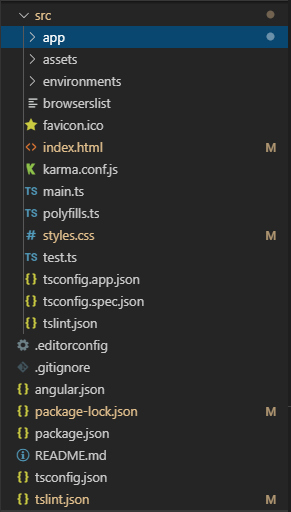 src
app
assets
environments
browserslist
favicon.ico
index.html M
karma.conf.js
TS main.ts
TS polyfills.ts
# styles.css M
TS test.ts
{} tsconfig.app.json
{} tsconfig.spec.json
{} tslint.json
.editorconfig
.gitignore
{} angular.json
{} package-lock.json M
{} package.json
README.md
{} tsconfig.json
{} tslint.json M